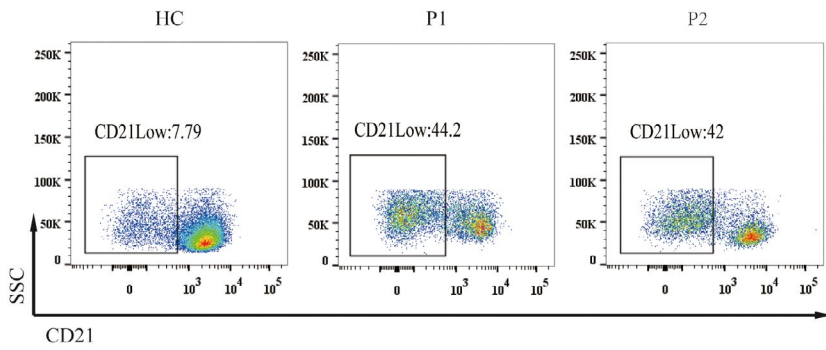 HC P1 P2
250K 250K 250K
200K 200K 200K
150K 150K 150K
CD21Low:7.79 CD21Low:44.2 CD21Low:42
100K 100K 100K
50K 50K 50K
0 0 0
0 10³ 10⁴ 10⁵ 0 10³ 10⁴ 10⁵ 0 10³ 10⁴ 10⁵
SSC
CD21